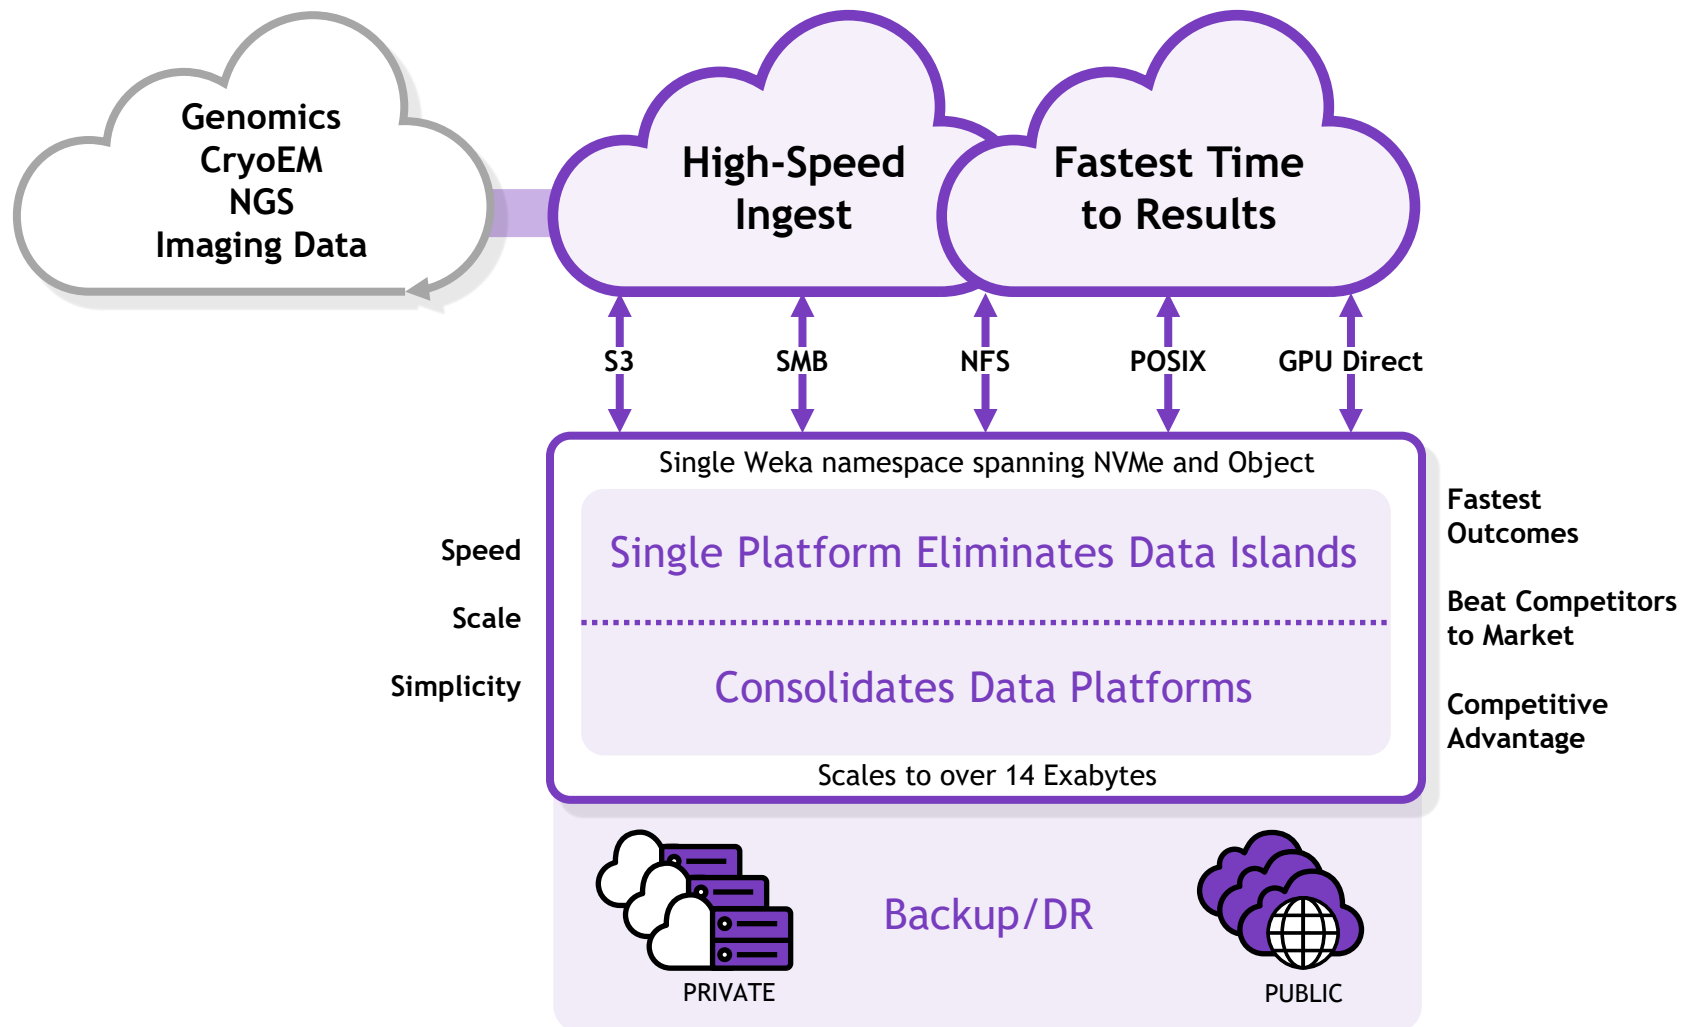 Genomics
CryoEM
NGS
Imaging Data
High-Speed
Ingest
Fastest Time
to Results
S3
SMB
NFS
POSIX
GPU Direct
Single Weka namespace spanning NVMe and Object
Single Platform Eliminates Data Islands
Consolidates Data Platforms
Scales to over 14 Exabytes
Speed
Scale
Simplicity
Fastest
Outcomes
Beat Competitors
to Market
Competitive
Advantage
Backup/DR
PRIVATE
PUBLIC